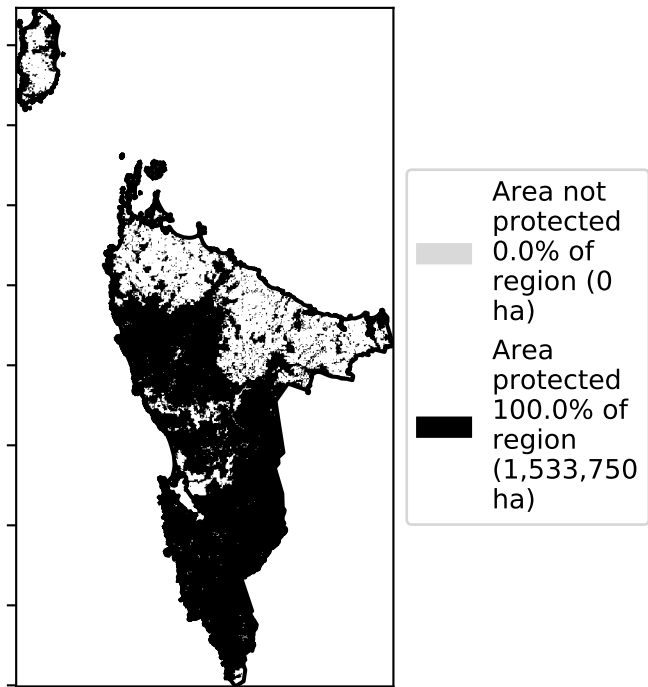 Area not
protected
0.0% of
region (0
ha)
Area
protected
100.0% of
region
(1,533,750
ha)